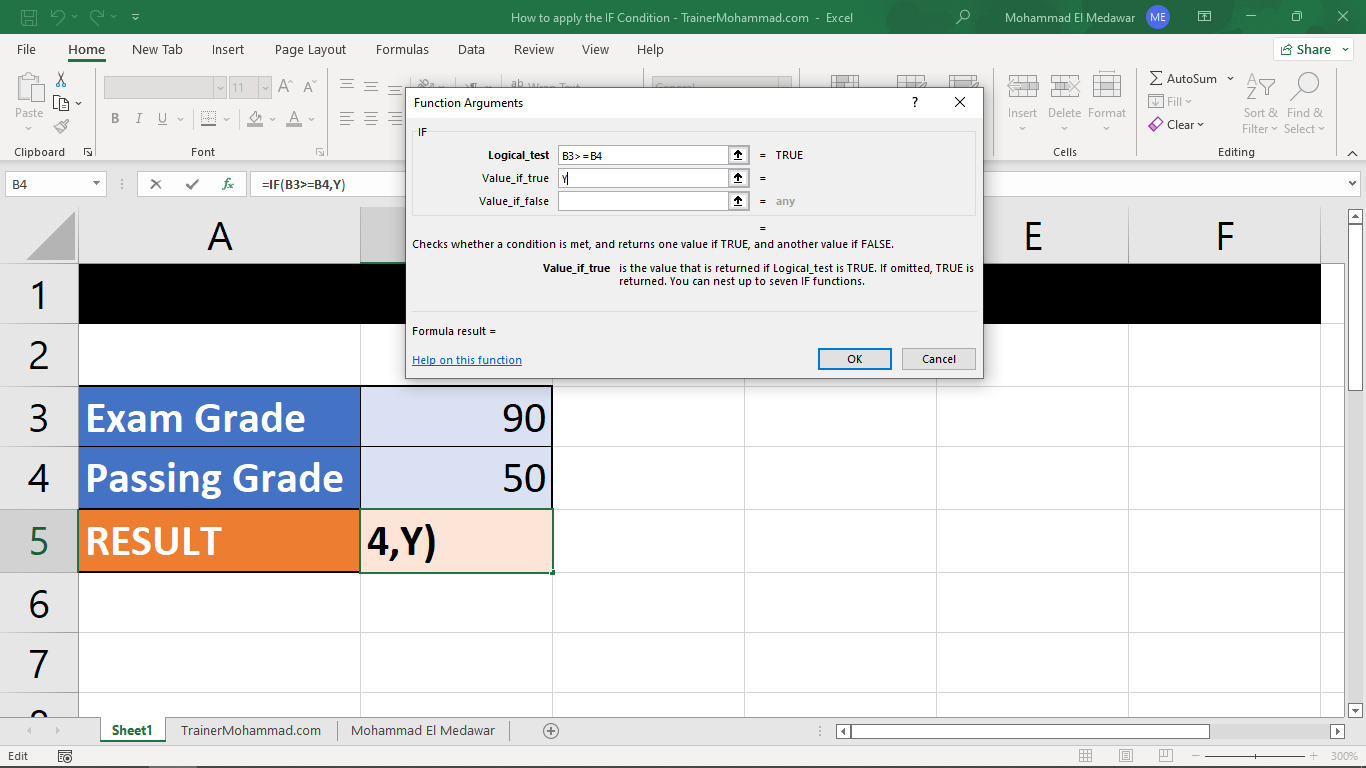 How to apply the IF Condition - TrainerMohammad.com - Excel
Mohammad El Medawar
ME
File Home New Tab Insert Page Layout Formulas Data Review View Help
Share
11
AutoSum
Paste
B I U
Insert Delete Format
Fill
Clear
Sort & Filter
Find & Select
Clipboard
Font
Cells
Editing
B4
fx
=IF(B3>=B4,Y)
Function Arguments
?
IF
Logical_test B3>=B4 = TRUE
Value_if_true Y =
Value_if_false = any
=
Checks whether a condition is met, and returns one value if TRUE, and another value if FALSE.
Value_if_true is the value that is returned if Logical_test is TRUE. If omitted, TRUE is
returned. You can nest up to seven IF functions.
Formula result =
Help on this function
OK
Cancel
A E F
1
2
3 Exam Grade 90
4 Passing Grade 50
5 RESULT 4,Y)
6
7
Sheet1 TrainerMohammad.com Mohammad El Medawar
Edit
300%